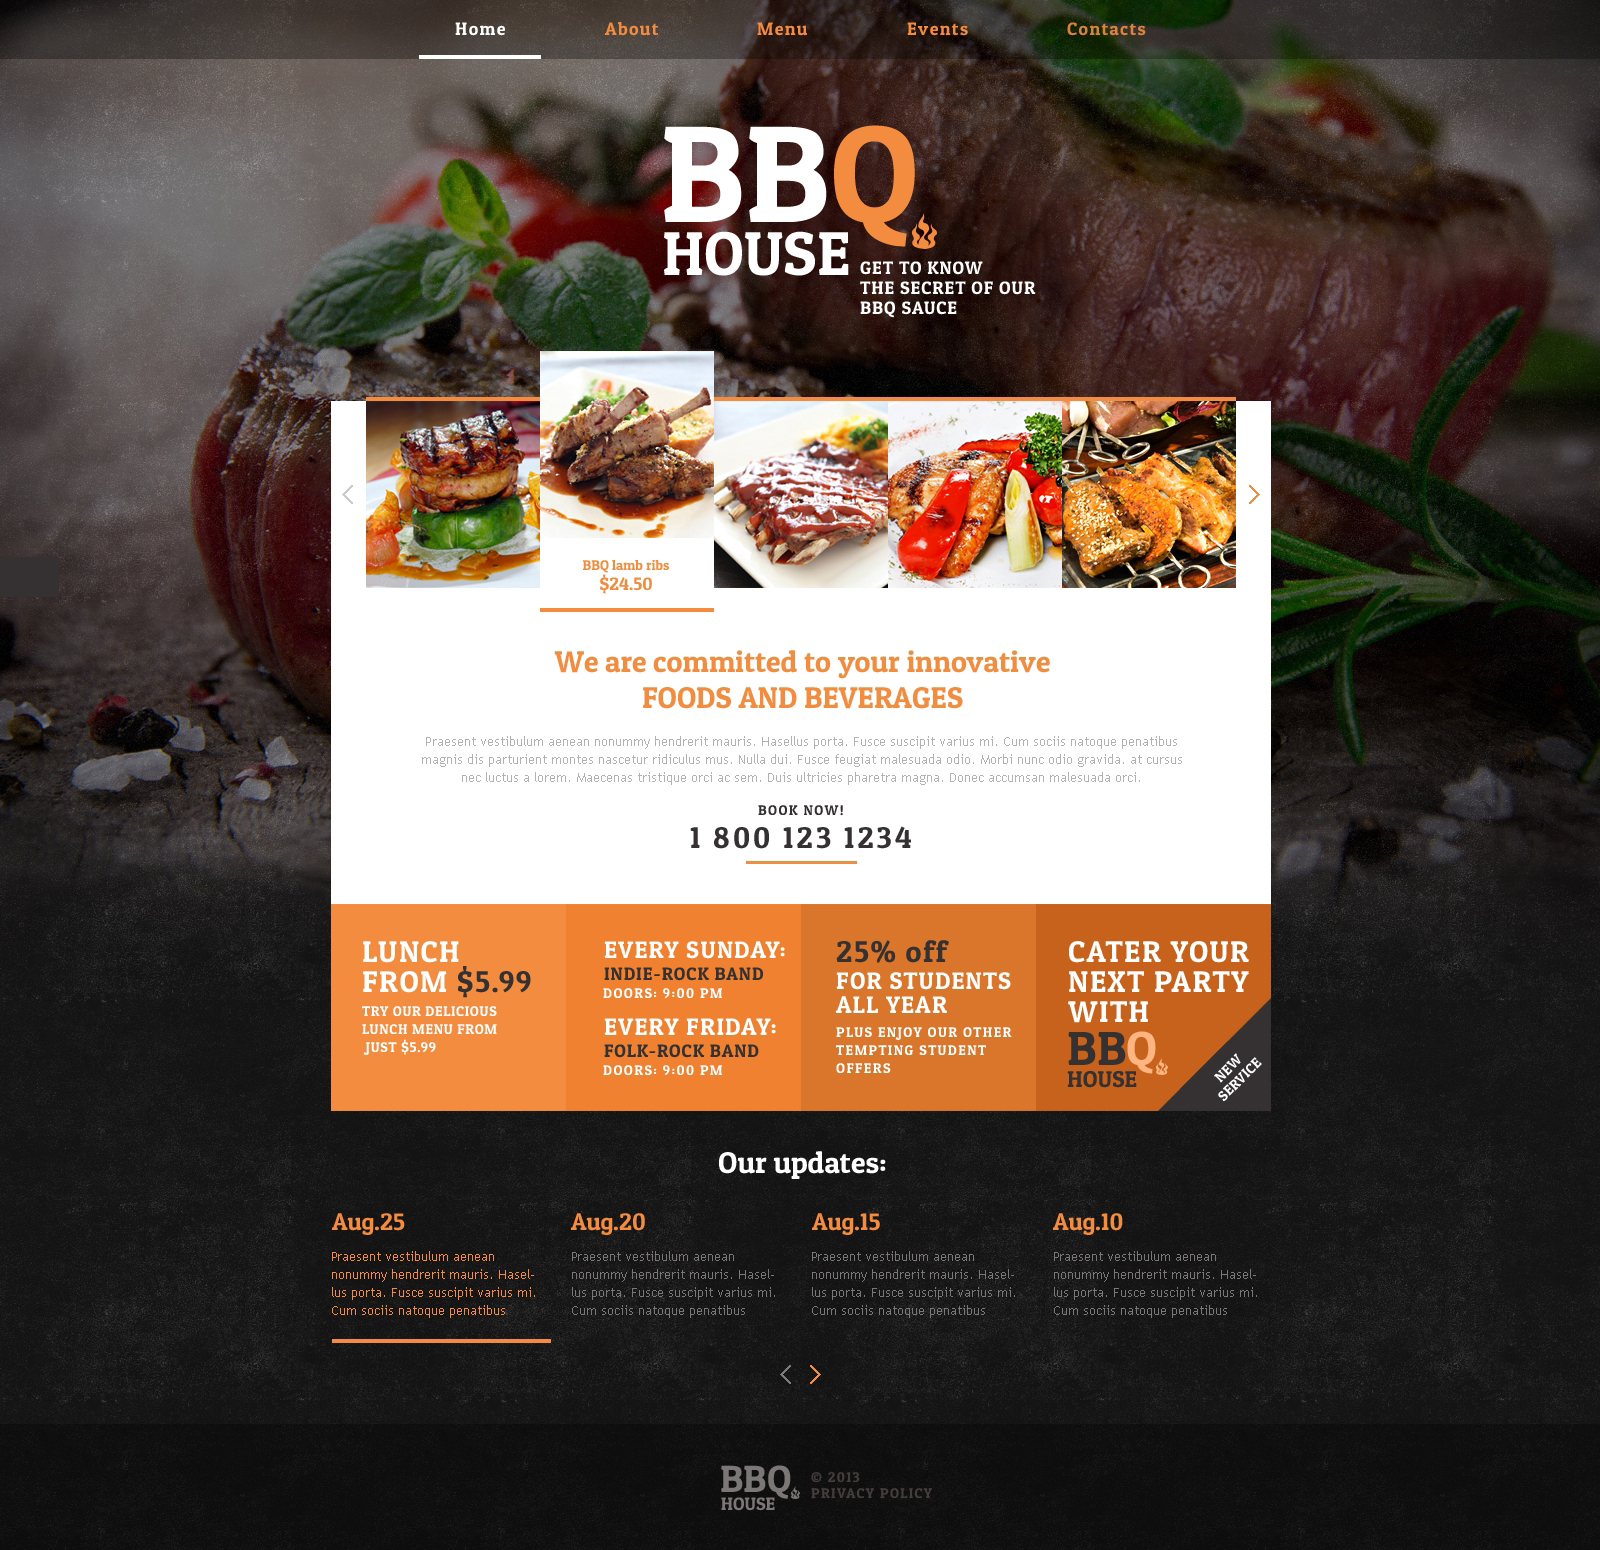 Home
About
Menu
Events
Contacts
BBQ
HOUSE
GET TO KNOW
THE SECRET OF OUR
BBQ SAUCE
BBQ lamb ribs
$24.50
We are committed to your innovative
FOODS AND BEVERAGES
Praesent vestibulum aenean nonummy hendrerit mauris. Hasellus porta. Fusce suscipit varius mi. Cum sociis natoque penatibus
magnis dis parturient montes nascetur ridiculus mus. Nulla dui. Fusce feugiat malesuada odio. Morbi nunc odio gravida. at cursus
nec luctus a lorem. Maecenas tristique orci ac sem. Duis ultricies pharetra magna. Donec accumsan malesuada orci.
BOOK NOW!
1 800 123 1234
LUNCH
FROM $5.99
TRY OUR DELICIOUS
LUNCH MENU FROM
JUST $5.99
EVERY SUNDAY:
INDIE-ROCK BAND
DOORS: 9:00 PM
EVERY FRIDAY:
FOLK-ROCK BAND
DOORS: 9:00 PM
25% off
FOR STUDENTS
ALL YEAR
PLUS ENJOY OUR OTHER
TEMPTING STUDENT
OFFERS
CATER YOUR
NEXT PARTY
WITH
BBQ
HOUSE
NEW
SERVICE
Our updates:
Aug.25
Praesent vestibulum aenean
nonummy hendrerit mauris. Hasel-
lus porta. Fusce suscipit varius mi.
Cum sociis natoque penatibus
Aug.20
Praesent vestibulum aenean
nonummy hendrerit mauris. Hasel-
lus porta. Fusce suscipit varius mi.
Cum sociis natoque penatibus
Aug.15
Praesent vestibulum aenean
nonummy hendrerit mauris. Hasel-
lus porta. Fusce suscipit varius mi.
Cum sociis natoque penatibus
Aug.10
Praesent vestibulum aenean
nonummy hendrerit mauris. Hasel-
lus porta. Fusce suscipit varius mi.
Cum sociis natoque penatibus
BBQ
HOUSE
© 2013
PRIVACY POLICY